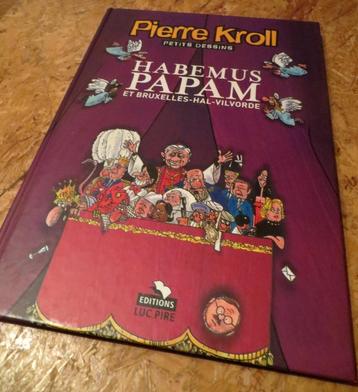 Pierre Kroll
PETITS DESSINS
HABEMUS
PAPAM
ET BRUXELLES-HAL-VILVORDE
EDITIONS
LUC PIRE